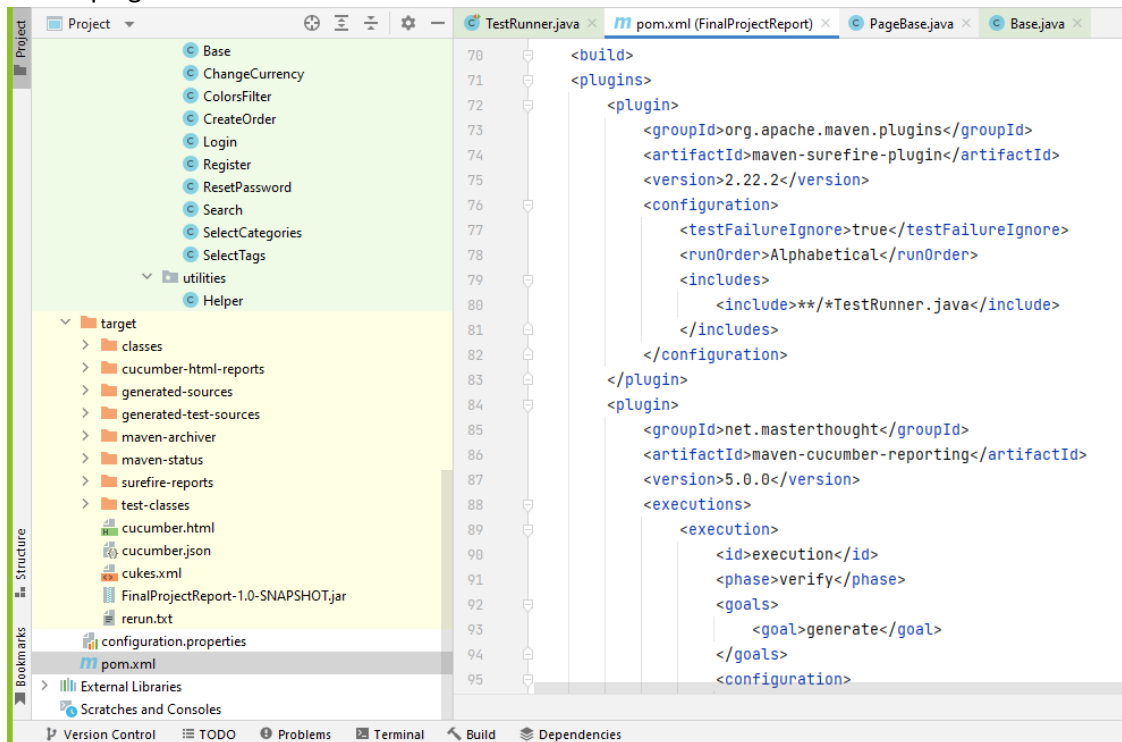 Project
TestRunner.java
pom.xml (FinalProjectReport)
PageBase.java
Base.java
Project
Structure
Bookmarks
Base
ChangeCurrency
ColorsFilter
CreateOrder
Login
Register
ResetPassword
Search
SelectCategories
SelectTags
utilities
Helper
target
classes
cucumber-html-reports
generated-sources
generated-test-sources
maven-archiver
maven-status
surefire-reports
test-classes
cucumber.html
cucumber.json
cukes.xml
FinalProjectReport-1.0-SNAPSHOT.jar
rerun.txt
configuration.properties
pom.xml
External Libraries
Scratches and Consoles
70 <build>
71 <plugins>
72 <plugin>
73 <groupId>org.apache.maven.plugins</groupId>
74 <artifactId>maven-surefire-plugin</artifactId>
75 <version>2.22.2</version>
76 <configuration>
77 <testFailureIgnore>true</testFailureIgnore>
78 <runOrder>Alphabetical</runOrder>
79 <includes>
80 <include>**/*TestRunner.java</include>
81 </includes>
82 </configuration>
83 </plugin>
84 <plugin>
85 <groupId>net.masterthought</groupId>
86 <artifactId>maven-cucumber-reporting</artifactId>
87 <version>5.0.0</version>
88 <executions>
89 <execution>
90 <id>execution</id>
91 <phase>verify</phase>
92 <goals>
93 <goal>generate</goal>
94 </goals>
95 <configuration>
Version Control TODO Problems Terminal Build Dependencies